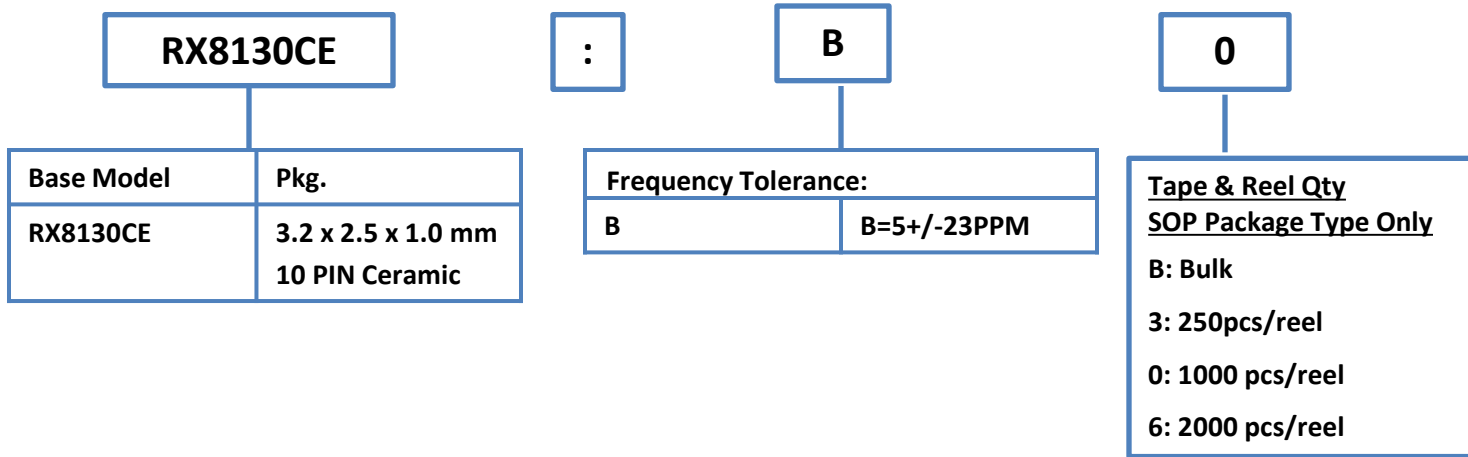 RX8130CE : B 0
Base Model Pkg.
RX8130CE 3.2 x 2.5 x 1.0 mm
10 PIN Ceramic
Frequency Tolerance:
B B=5+/-23PPM
Tape & Reel Qty
SOP Package Type Only
B: Bulk
3: 250pcs/reel
0: 1000 pcs/reel
6: 2000 pcs/reel